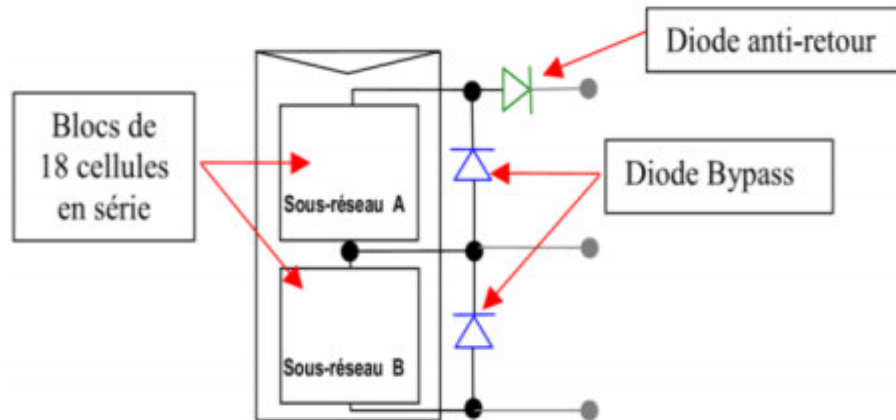 Diode anti-retour
Blocs de
18 cellules
en série
Sous-réseau A
Diode Bypass
Sous-réseau B